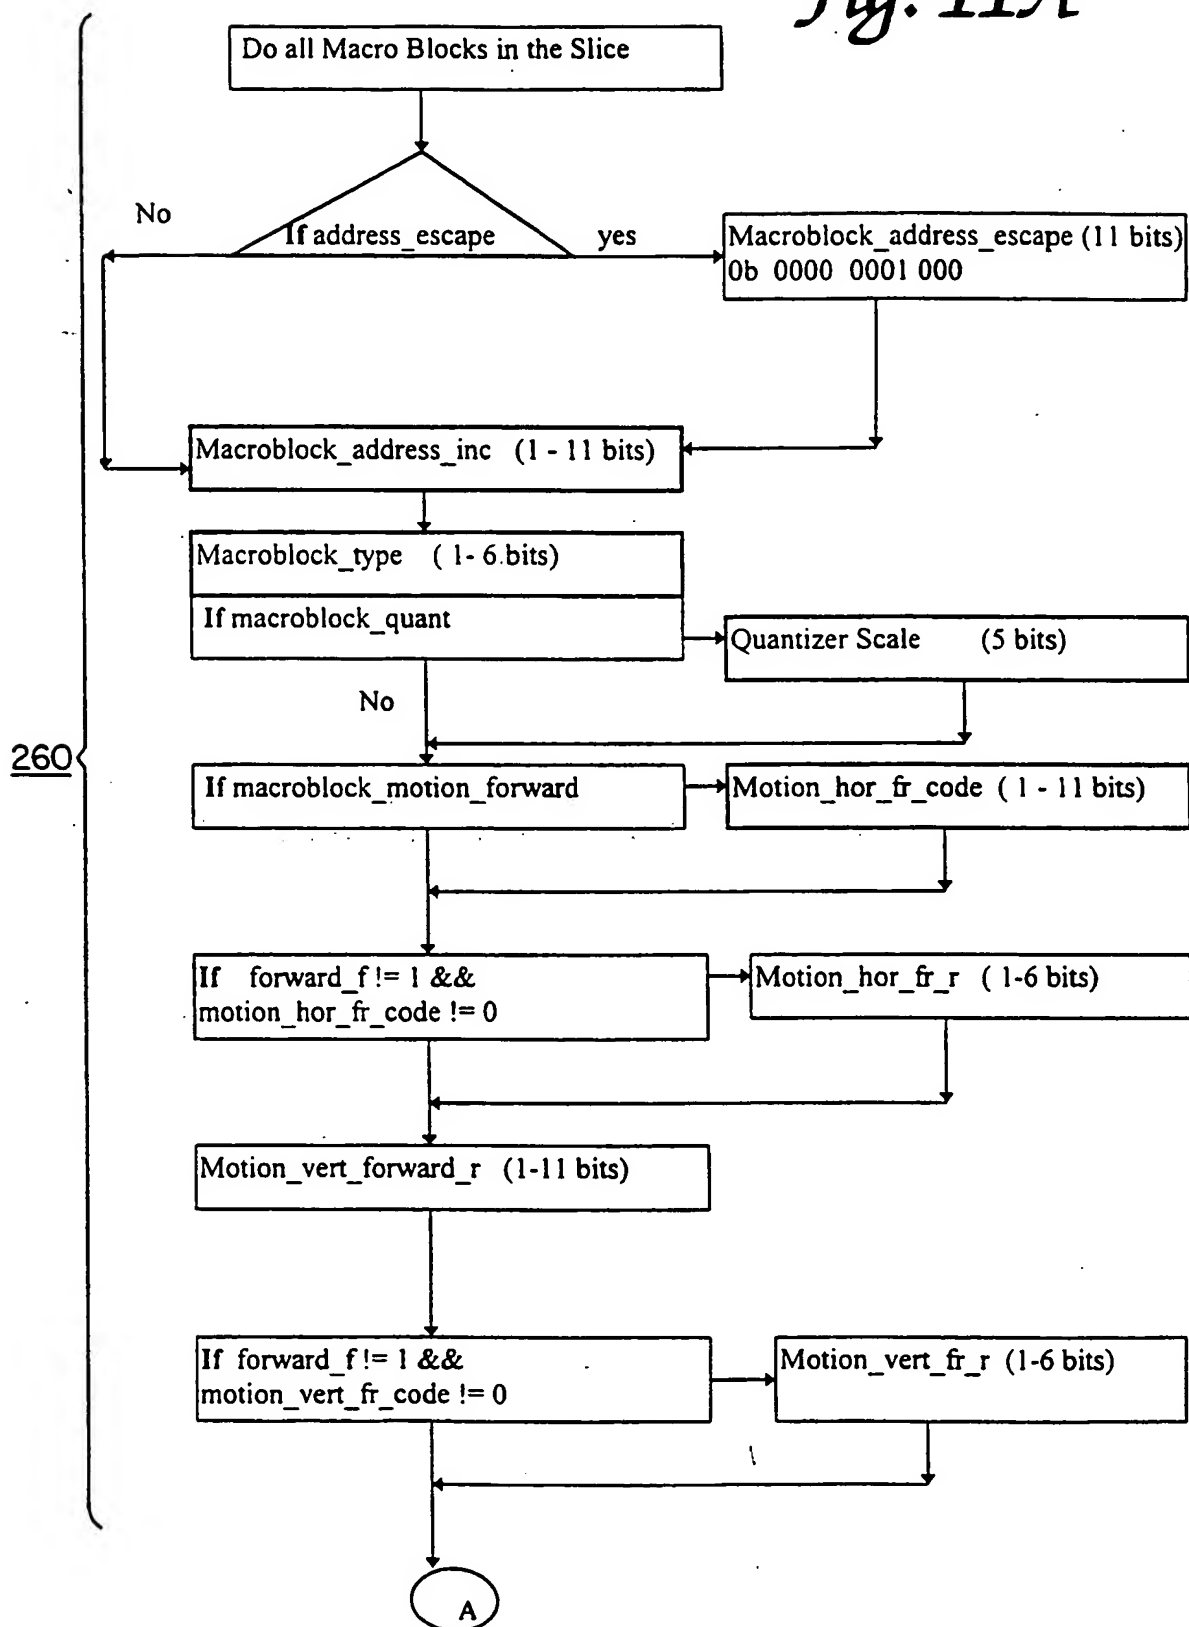 Fig. 11A
Do all Macro Blocks in the Slice
No
If address_escape
yes
Macroblock_address_escape (11 bits)
0b 0000 0001 000
Macroblock_address_inc (1 - 11 bits)
Macroblock_type ( 1- 6 bits)
If macroblock_quant
Quantizer Scale (5 bits)
No
260
If macroblock_motion_forward
Motion_hor_fr_code ( 1 - 11 bits)
If forward_f != 1 &&
motion_hor_fr_code != 0
Motion_hor_fr_r ( 1-6 bits)
Motion_vert_forward_r (1-11 bits)
If forward_f != 1 &&
motion_vert_fr_code != 0
Motion_vert_fr_r (1-6 bits)
A